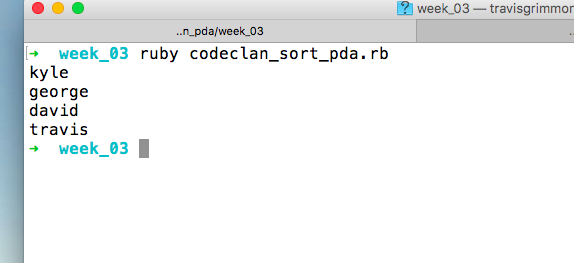 week_03 — travisgrimmon
..n_pda/week_03
➜ week_03 ruby codeclan_sort_pda.rb
kyle
george
david
travis
➜ week_03